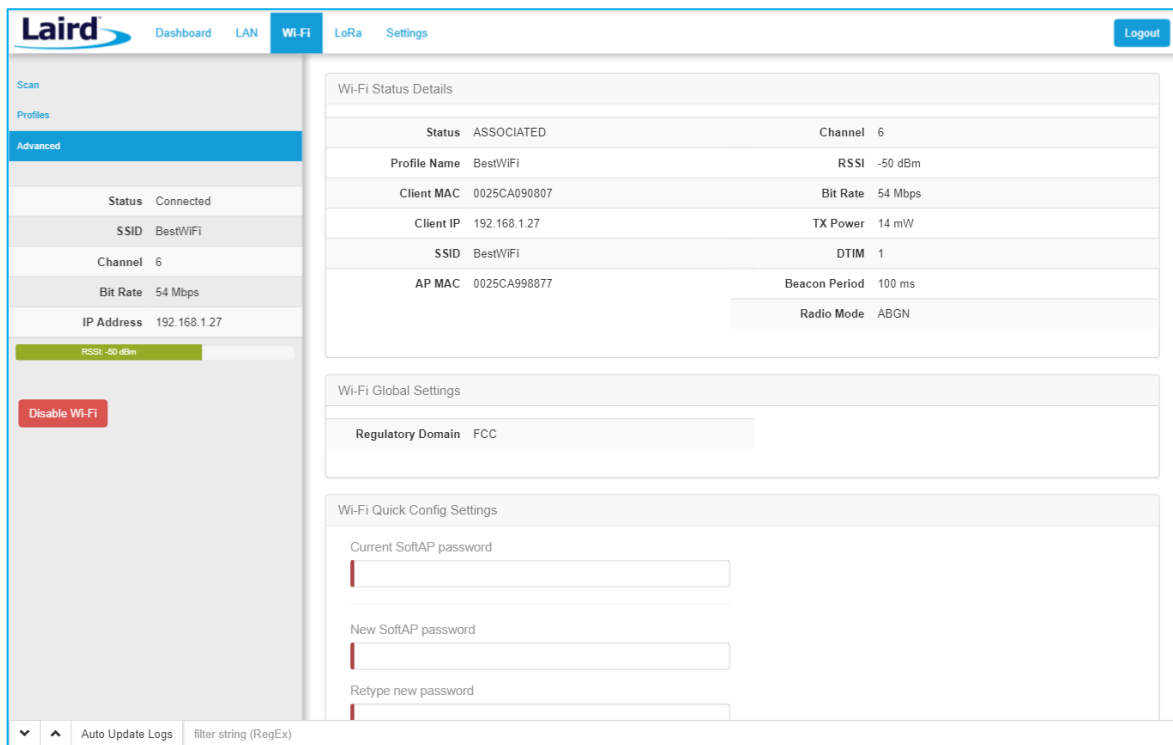 Laird Dashboard LAN Wi-Fi LoRa Settings Logout
Scan
Profiles
Advanced
Status Connected
SSID BestWiFi
Channel 6
Bit Rate 54 Mbps
IP Address 192.168.1.27
RSSI: -50 dBm
Disable Wi-Fi
Wi-Fi Status Details
Status ASSOCIATED Channel 6
Profile Name BestWiFi RSSI -50 dBm
Client MAC 0025CA090807 Bit Rate 54 Mbps
Client IP 192.168.1.27 TX Power 14 mW
SSID BestWiFi DTIM 1
AP MAC 0025CA998877 Beacon Period 100 ms
Radio Mode ABGN
Wi-Fi Global Settings
Regulatory Domain FCC
Wi-Fi Quick Config Settings
Current SoftAP password
New SoftAP password
Retype new password
Auto Update Logs filter string (RegEx)